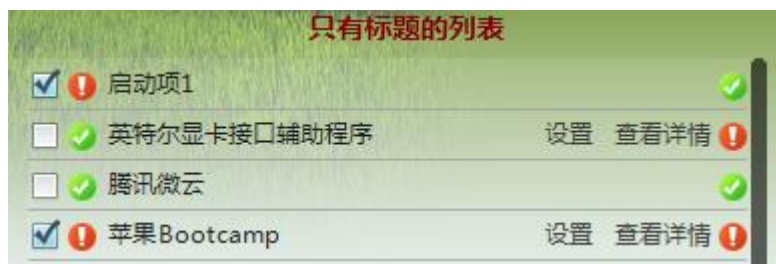 只有标题的列表
启动项1
英特尔显卡接口辅助程序 设置 查看详情
腾讯微云
苹果Bootcamp 设置 查看详情